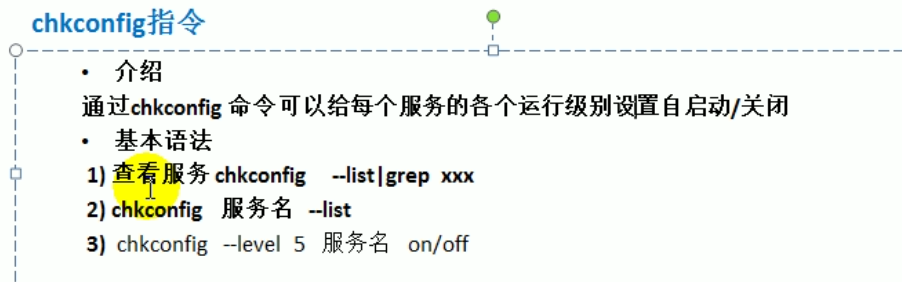 chkconfig指令
• 介绍
通过chkconfig 命令可以给每个服务的各个运行级别设置自启动/关闭
• 基本语法
1) 查看服务 chkconfig --list|grep xxx
2) chkconfig 服务名 --list
3) chkconfig --level 5 服务名 on/off